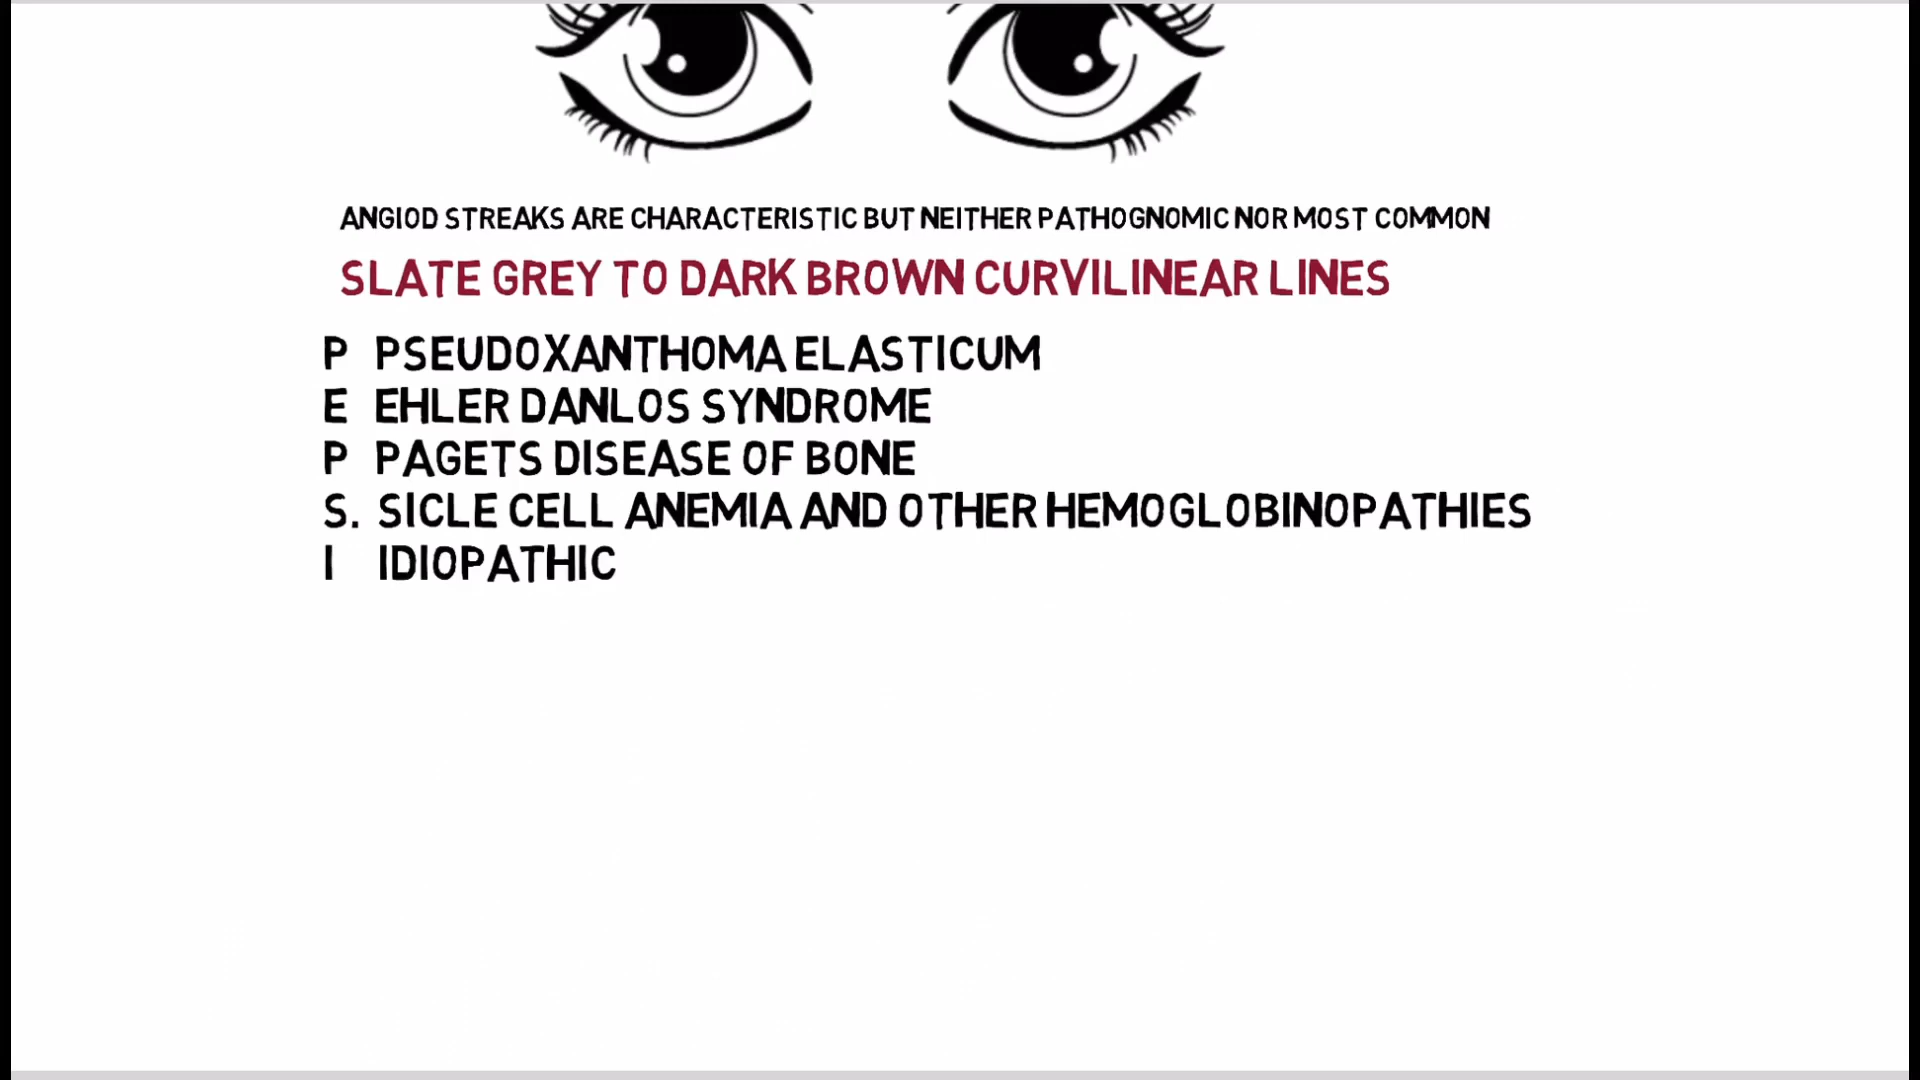 ANGIOD STREAKS ARE CHARACTERISTIC BUT NEITHER PATHOGNOMIC NOR MOST COMMON
SLATE GREY TO DARK BROWN CURVILINEAR LINES
P PSEUDOXANTHOMA ELASTICUM
E EHLER DANLOS SYNDROME
P PAGETS DISEASE OF BONE
S. SICLE CELL ANEMIA AND OTHER HEMOGLOBINOPATHIES
I IDIOPATHIC